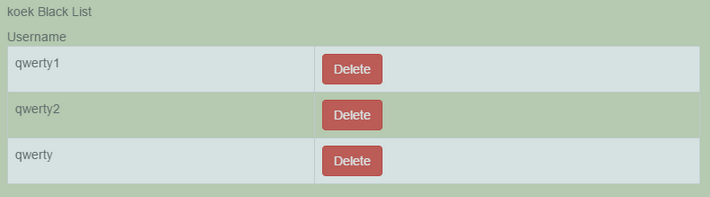 koek Black List
Username
qwerty1 Delete
qwerty2 Delete
qwerty Delete